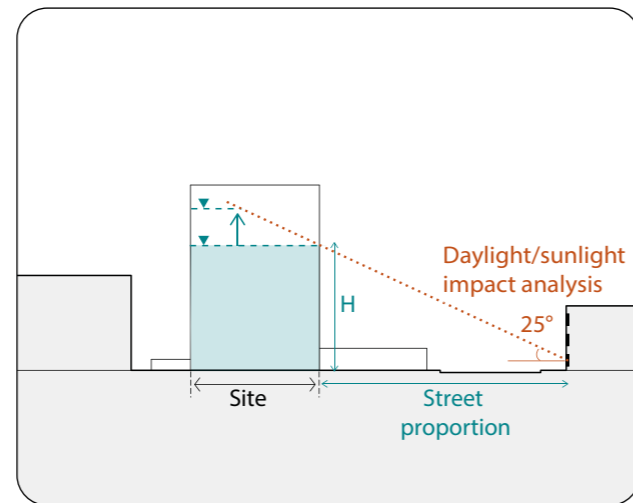 Daylight/sunlight
impact analysis
25°
H
Site
Street
proportion